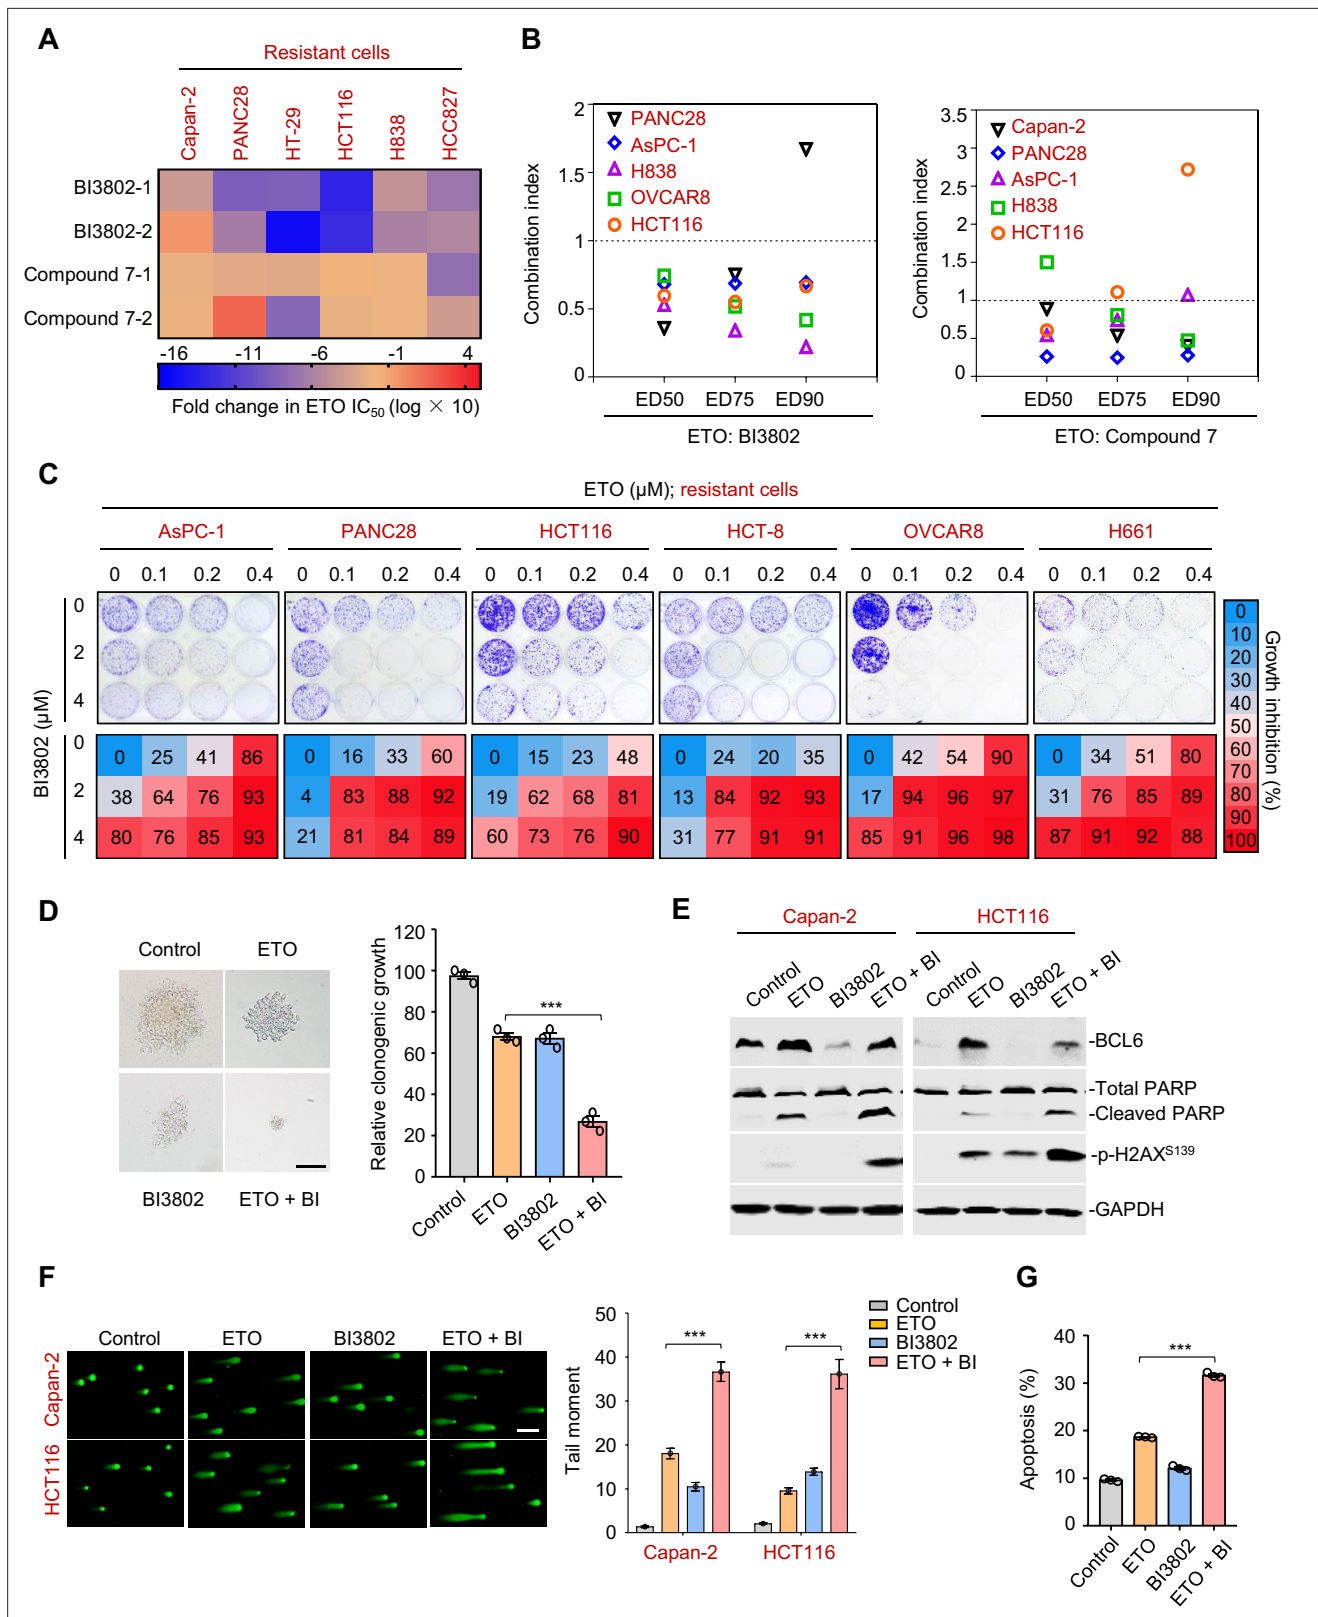 A
Resistant cells
Capan-2
PANC28
HT-29
HCT116
H838
HCC827
BI3802-1
BI3802-2
Compound 7-1
Compound 7-2
-16 -11 -6 -1 4
Fold change in ETO IC50 (log × 10)
B
Combination index
2
1.5
1
0.5
0
PANC28
AsPC-1
H838
OVCAR8
HCT116
ED50 ED75 ED90
ETO: BI3802
Combination index
3.5
3
2.5
2
1.5
1
0.5
0
Capan-2
PANC28
AsPC-1
H838
HCT116
ED50 ED75 ED90
ETO: Compound 7
C
ETO (µM); resistant cells
AsPC-1 PANC28 HCT116 HCT-8 OVCAR8 H661
0 0.1 0.2 0.4 0 0.1 0.2 0.4 0 0.1 0.2 0.4 0 0.1 0.2 0.4 0 0.1 0.2 0.4 0 0.1 0.2 0.4
BI3802 (µM)
0
2
4
0 0 25 41 86 0 16 33 60 0 15 23 48 0 24 20 35 0 42 54 90 0 34 51 80
2 38 64 76 93 4 83 88 92 19 62 68 81 13 84 92 93 17 94 96 97 31 76 85 89
4 80 76 85 93 21 81 84 89 60 73 76 90 31 77 91 91 85 91 96 98 87 91 92 88
0
10
20
30
40
50
60
70
80
90
100
Growth inhibition (%)
D
Control ETO
BI3802 ETO + BI
Relative clonogenic growth
120
100
80
60
40
20
0
***
Control
ETO
BI3802
ETO + BI
E
Capan-2 HCT116
Control ETO BI3802 ETO + BI Control ETO BI3802 ETO + BI
-BCL6
-Total PARP
-Cleaved PARP
-p-H2AXS139
-GAPDH
F
Control ETO BI3802 ETO + BI
Capan-2
HCT116
Tail moment
50
40
30
20
10
0
*** ***
Capan-2 HCT116
Control
ETO
BI3802
ETO + BI
G
Apoptosis (%)
40
30
20
10
0
***
Control
ETO
BI3802
ETO + BI